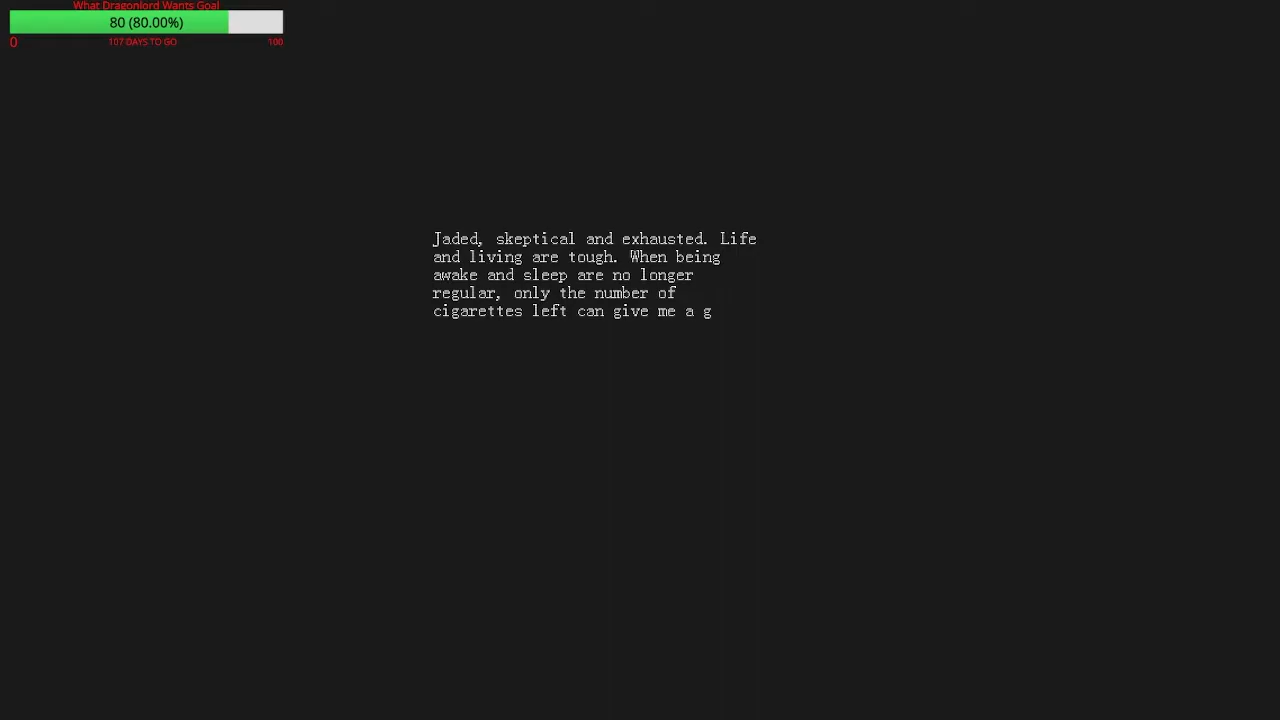 What Dragonlord Wants Goal
80 (80.00%)
0
107 DAYS TO GO
100
Jaded, skeptical and exhausted. Life
and living are tough. When being
awake and sleep are no longer
regular, only the number of
cigarettes left can give me a g